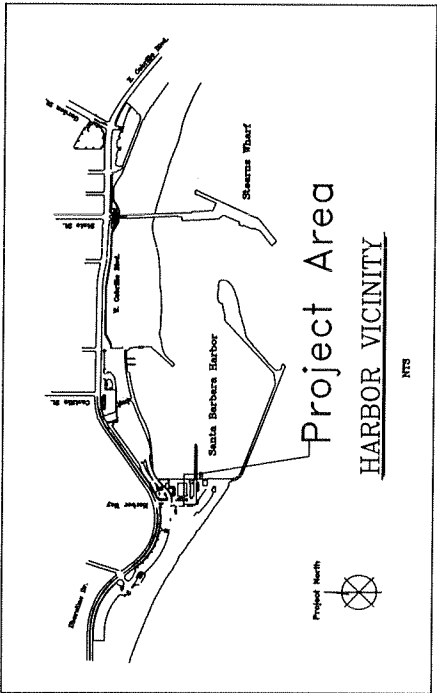 E. Cabrillo Blvd.
Garden St.
State St.
Stearns Wharf
W. Cabrillo Blvd.
Castillo St.
Santa Barbara Harbor
Harbor Way
Shoreline Dr.
Project Area
HARBOR VICINITY
NTS
Project North